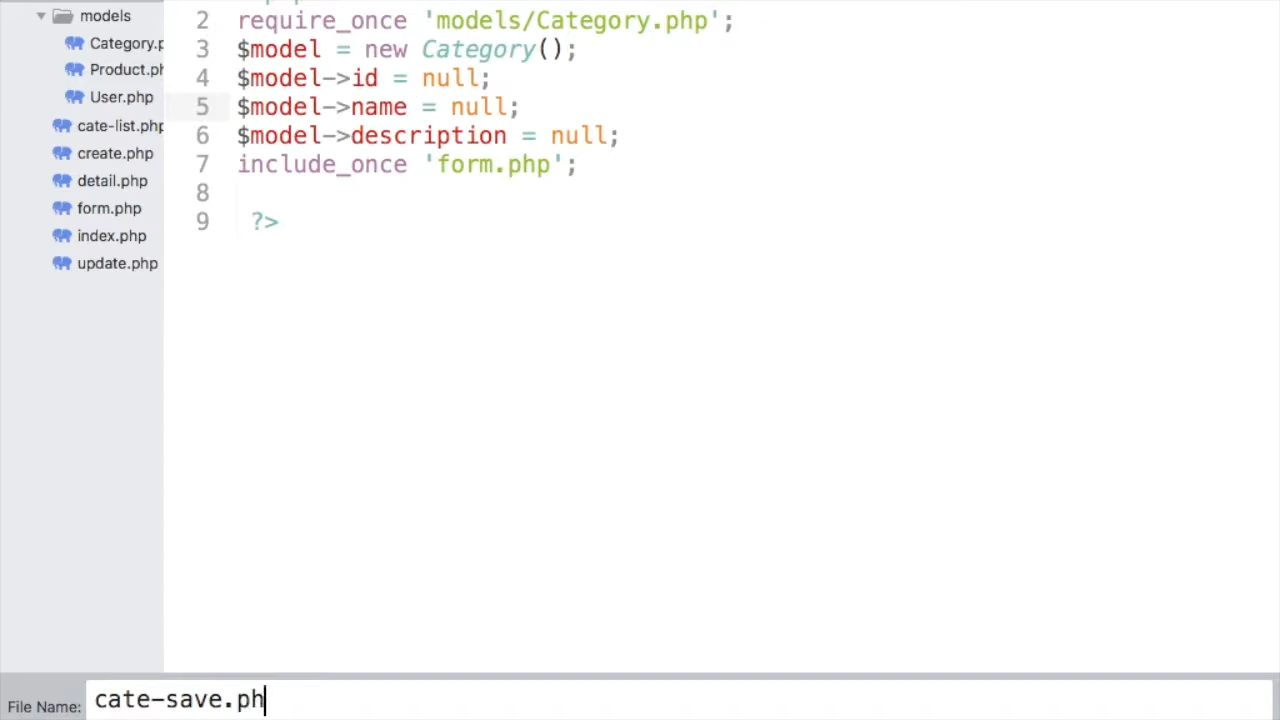 models
Category.p
Product.ph
User.php
cate-list.php
create.php
detail.php
form.php
index.php
update.php
2 require_once 'models/Category.php';
3 $model = new Category();
4 $model->id = null;
5 $model->name = null;
6 $model->description = null;
7 include_once 'form.php';
8
9 ?>
File Name: cate-save.ph